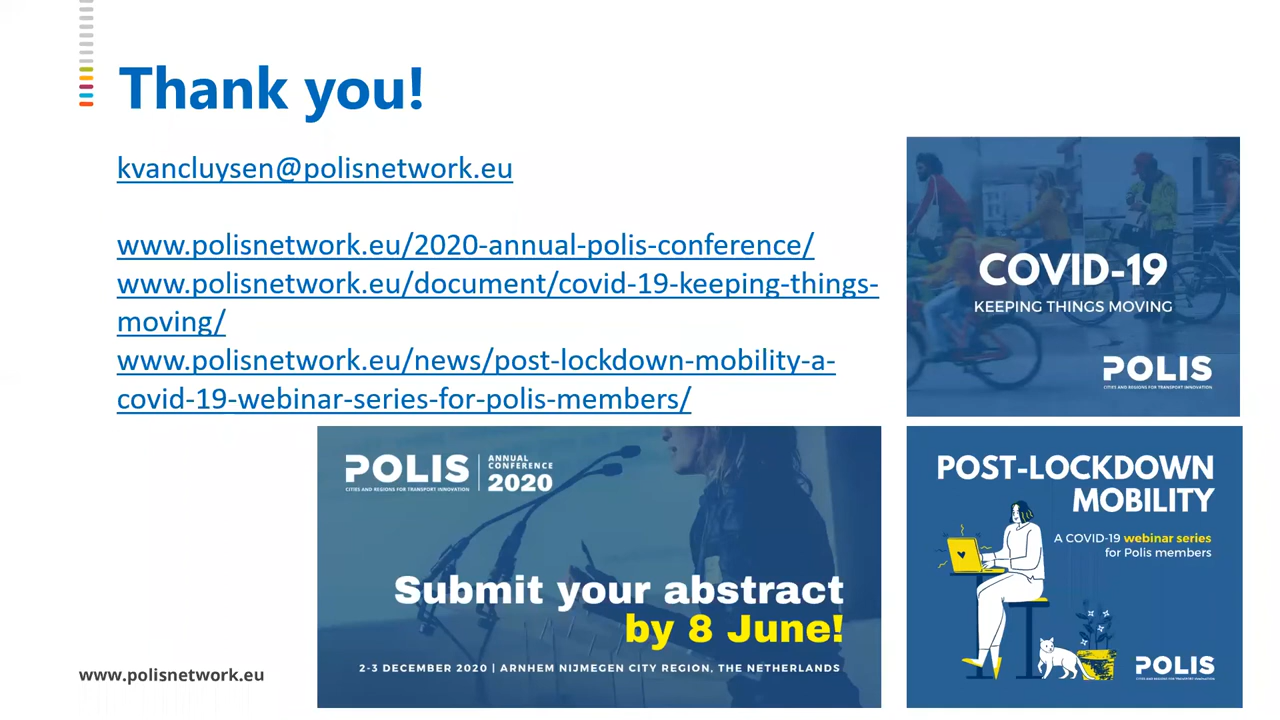 Thank you!
kvancluysen@polisnetwork.eu
www.polisnetwork.eu/2020-annual-polis-conference/
www.polisnetwork.eu/document/covid-19-keeping-things-
moving/
www.polisnetwork.eu/news/post-lockdown-mobility-a-
covid-19-webinar-series-for-polis-members/
COVID-19
KEEPING THINGS MOVING
POLIS
CITIES AND REGIONS FOR TRANSPORT INNOVATION
POLIS
CITIES AND REGIONS FOR TRANSPORT INNOVATION
ANNUAL
CONFERENCE
2020
Submit your abstract
by 8 June!
2-3 DECEMBER 2020 | ARNHEM NIJMEGEN CITY REGION, THE NETHERLANDS
POST-LOCKDOWN
MOBILITY
A COVID-19 webinar series
for Polis members
POLIS
CITIES AND REGIONS FOR TRANSPORT INNOVATION
www.polisnetwork.eu